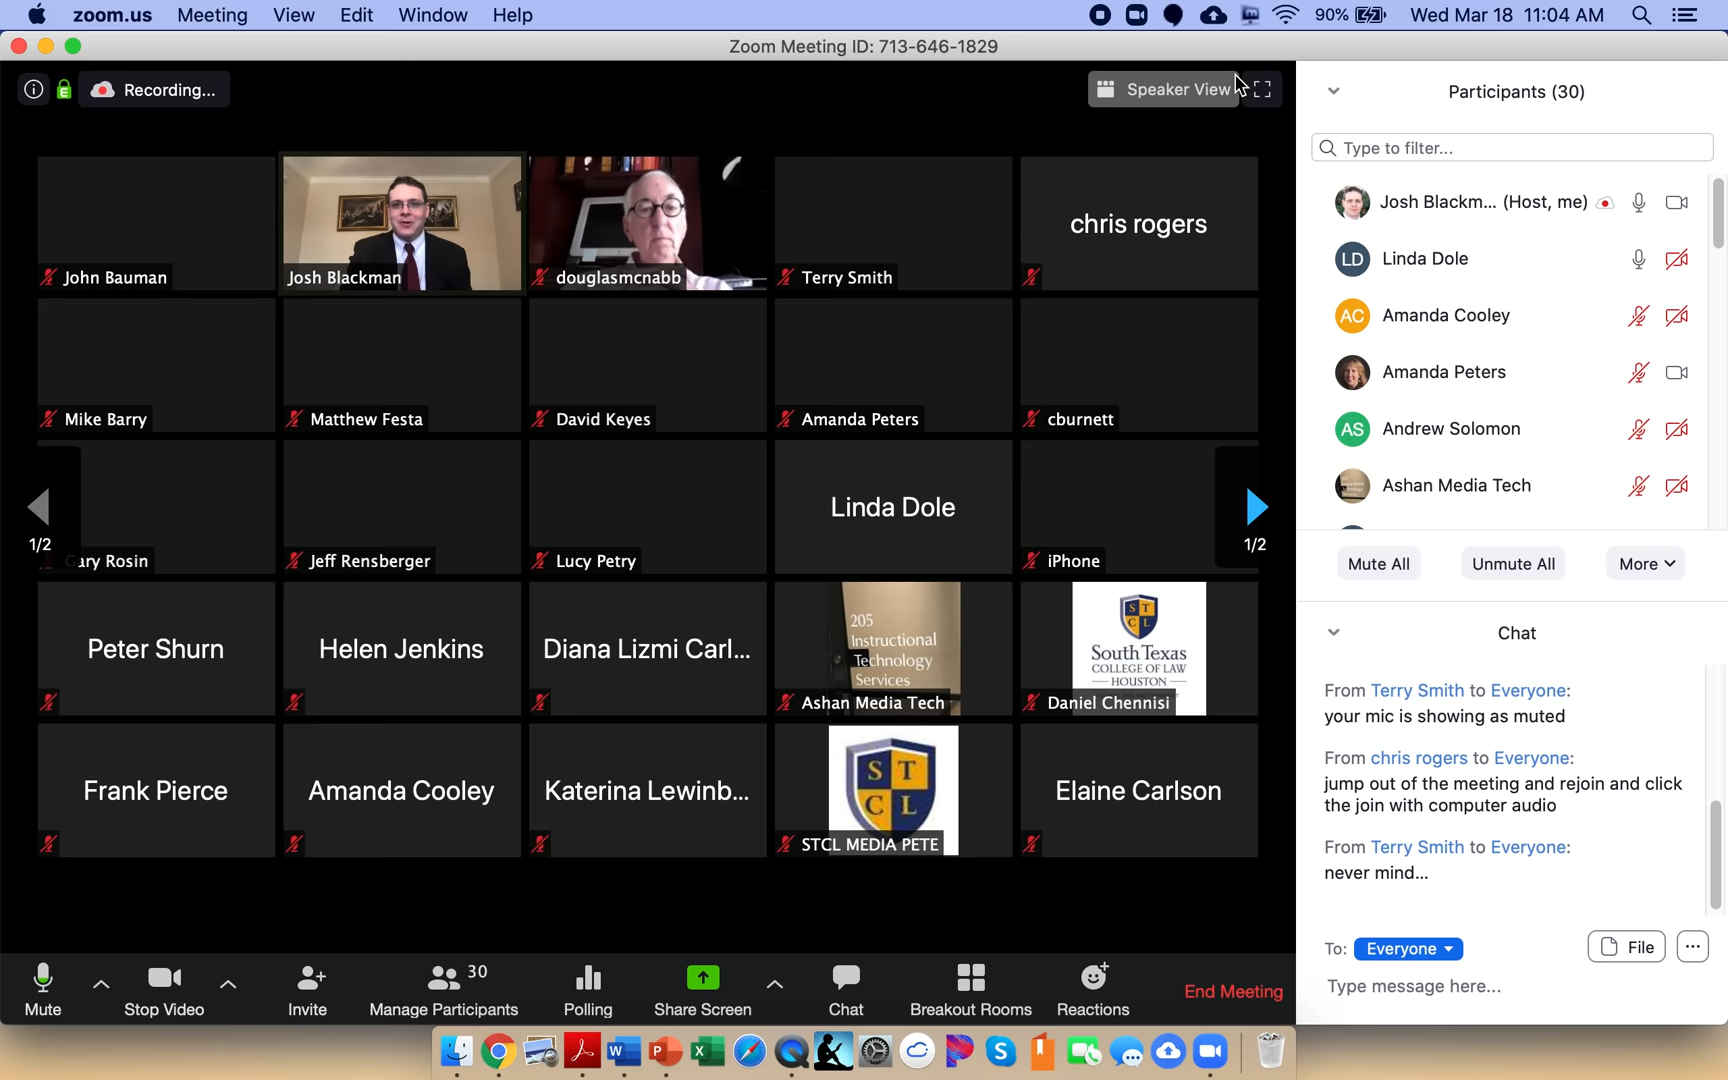 zoom.us Meeting View Edit Window Help 90% Wed Mar 18 11:04 AM
Zoom Meeting ID: 713-646-1829
Recording...
Speaker View
John Bauman
Josh Blackman
douglasmcnabb
Terry Smith
chris rogers
Mike Barry
Matthew Festa
David Keyes
Amanda Peters
cburnett
1/2
Gary Rosin
Jeff Rensberger
Lucy Petry
Linda Dole
iPhone
1/2
Peter Shurn
Helen Jenkins
Diana Lizmi Carl...
205
Instructional
Technology
Services
Ashan Media Tech
S T
C L
South Texas
COLLEGE OF LAW
HOUSTON
Daniel Chennisi
Frank Pierce
Amanda Cooley
Katerina Lewinb...
S T
C L
STCL MEDIA PETE
Elaine Carlson
Mute
Stop Video
Invite
30
Manage Participants
Polling
Share Screen
Chat
Breakout Rooms
Reactions
End Meeting
Participants (30)
Type to filter...
Josh Blackm... (Host, me)
LD Linda Dole
AC Amanda Cooley
Amanda Peters
AS Andrew Solomon
Ashan Media Tech
Mute All Unmute All More
Chat
From Terry Smith to Everyone:
your mic is showing as muted
From chris rogers to Everyone:
jump out of the meeting and rejoin and click
the join with computer audio
From Terry Smith to Everyone:
never mind...
To: Everyone File ...
Type message here...